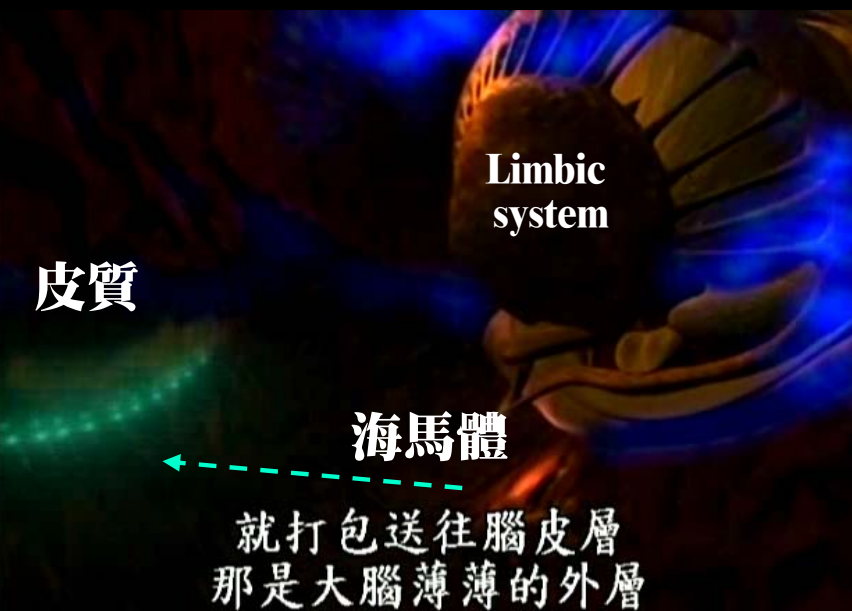 Limbic
system
皮質
海馬體
就打包送往腦皮層
那是大腦薄薄的外層